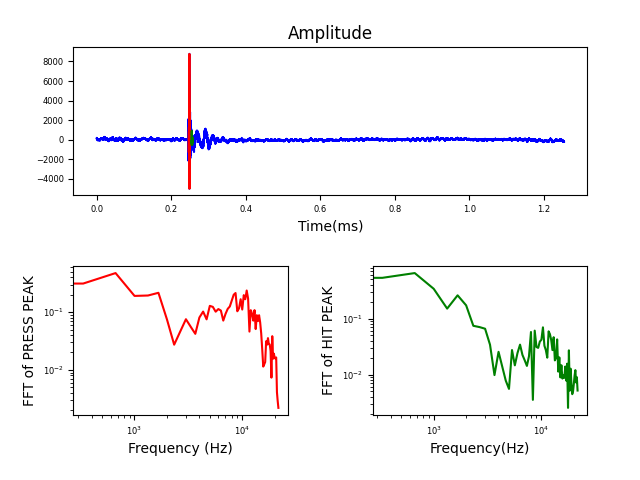 Amplitude
8000
6000
4000
2000
0
−2000
−4000
0.0 0.2 0.4 0.6 0.8 1.0 1.2
Time(ms)
FFT of PRESS PEAK
10⁻¹
10⁻²
10³ 10⁴
Frequency (Hz)
FFT of HIT PEAK
10⁻¹
10⁻²
10³ 10⁴
Frequency(Hz)